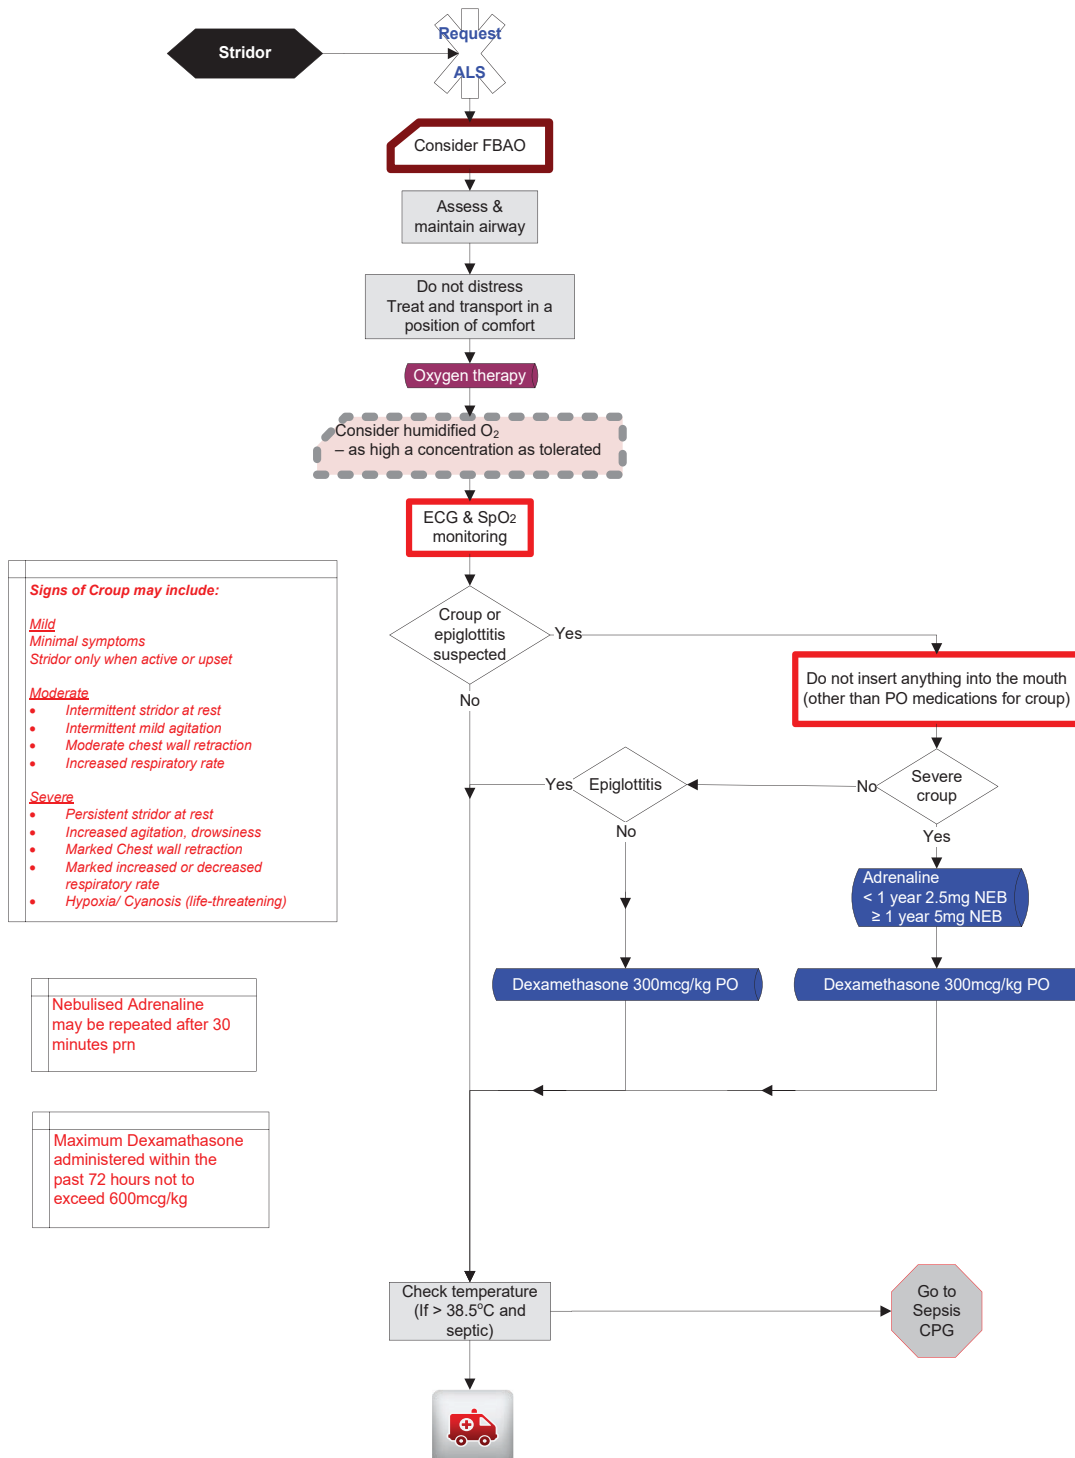 Stridor
Request
ALS
Consider FBAO
Assess &
maintain airway
Do not distress
Treat and transport in a
position of comfort
Oxygen therapy
Consider humidified O₂
– as high a concentration as tolerated
ECG & SpO₂
monitoring
Croup or
epiglottitis
suspected
Yes
No
Do not insert anything into the mouth
(other than PO medications for croup)
Severe
croup
No
Yes
Epiglottitis
Yes
No
Adrenaline
< 1 year 2.5mg NEB
≥ 1 year 5mg NEB
Dexamethasone 300mcg/kg PO
Dexamethasone 300mcg/kg PO
Signs of Croup may include:
Mild
Minimal symptoms
Stridor only when active or upset
Moderate
• Intermittent stridor at rest
• Intermittent mild agitation
• Moderate chest wall retraction
• Increased respiratory rate
Severe
• Persistent stridor at rest
• Increased agitation, drowsiness
• Marked Chest wall retraction
• Marked increased or decreased
respiratory rate
• Hypoxia/ Cyanosis (life-threatening)
Nebulised Adrenaline
may be repeated after 30
minutes prn
Maximum Dexamathasone
administered within the
past 72 hours not to
exceed 600mcg/kg
Check temperature
(If > 38.5°C and
septic)
Go to
Sepsis
CPG